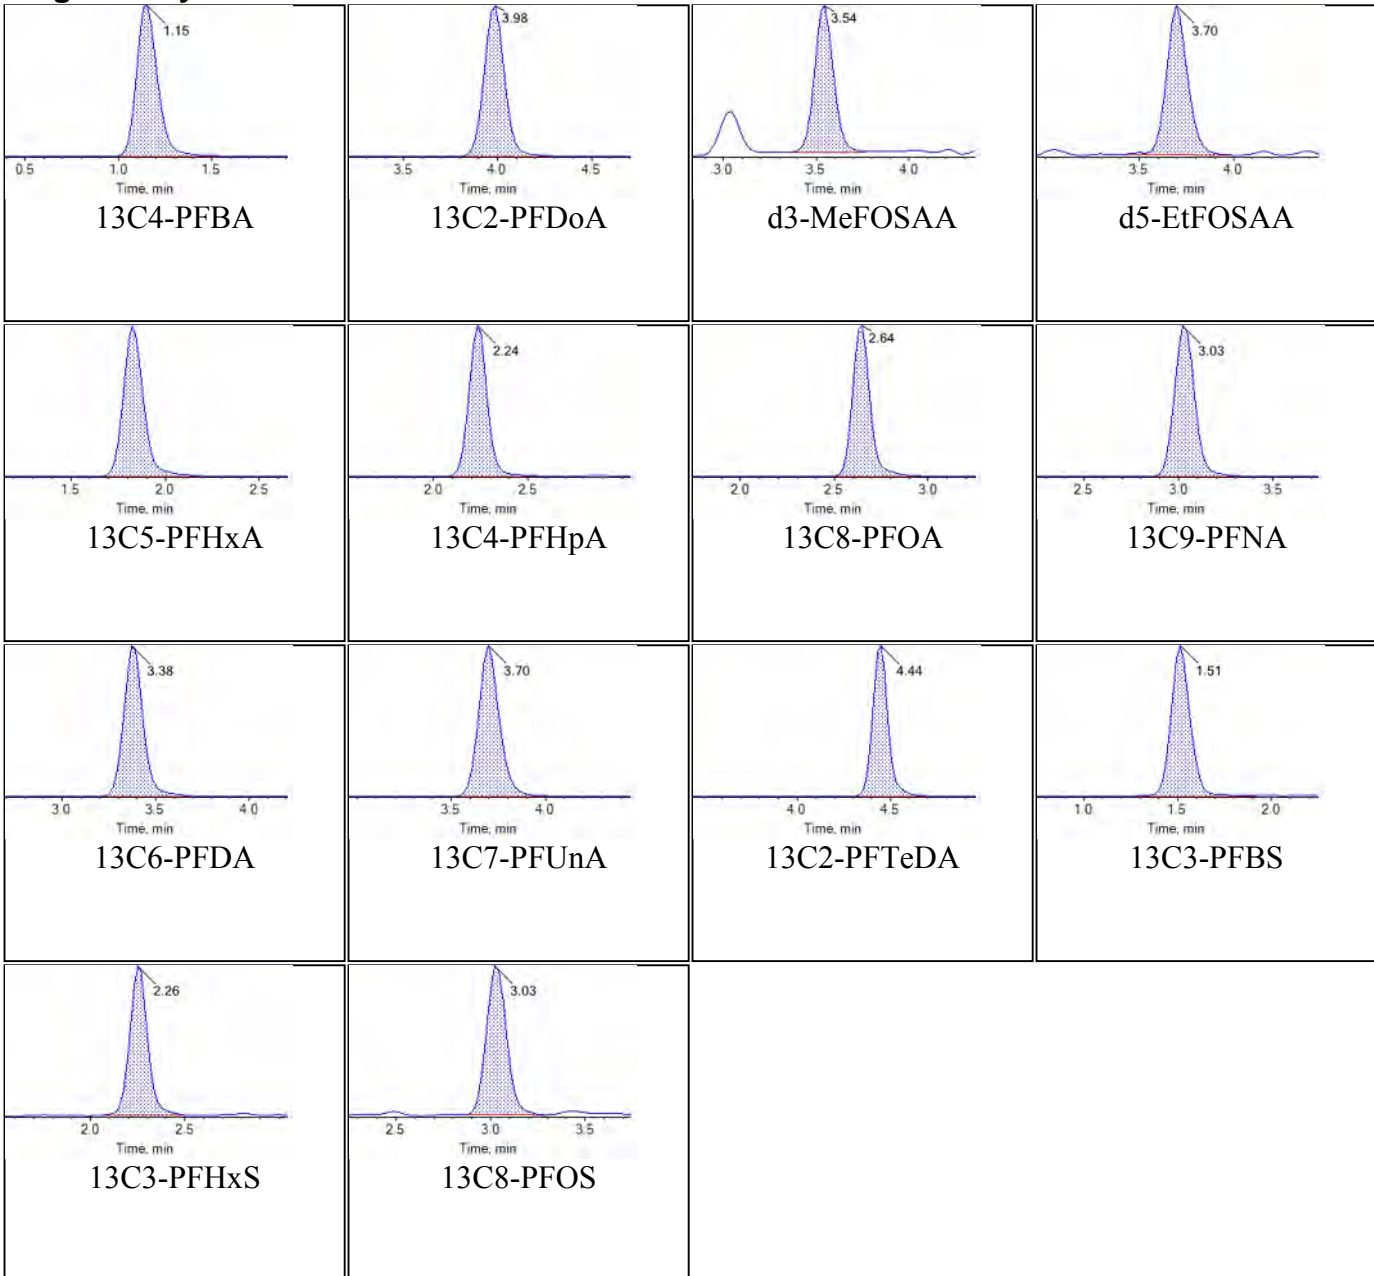 1.15
0.5 1.0 1.5
Time, min
13C4-PFBA
3.98
3.5 4.0 4.5
Time, min
13C2-PFDoA
3.54
3.0 3.5 4.0
Time, min
d3-MeFOSAA
3.70
3.5 4.0
Time, min
d5-EtFOSAA
1.5 2.0 2.5
Time, min
13C5-PFHxA
2.24
2.0 2.5
Time, min
13C4-PFHpA
2.64
2.0 2.5 3.0
Time, min
13C8-PFOA
3.03
2.5 3.0 3.5
Time, min
13C9-PFNA
3.38
3.0 3.5 4.0
Time, min
13C6-PFDA
3.70
3.5 4.0
Time, min
13C7-PFUnA
4.44
4.0 4.5
Time, min
13C2-PFTeDA
1.51
1.0 1.5 2.0
Time, min
13C3-PFBS
2.26
2.0 2.5
Time, min
13C3-PFHxS
3.03
2.5 3.0 3.5
Time, min
13C8-PFOS